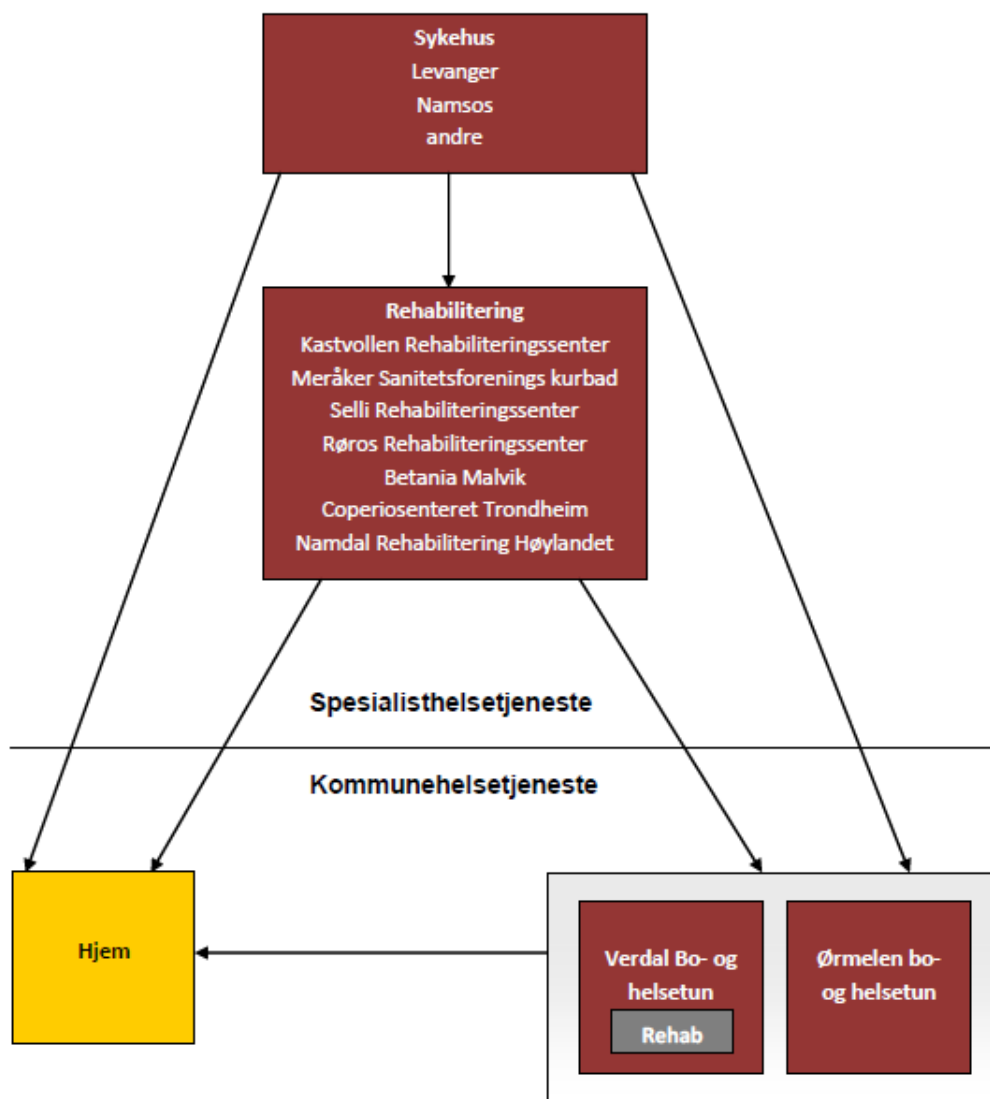 Sykehus
Levanger
Namsos
andre
Rehabilitering
Kastvollen Rehabiliteringssenter
Meråker Sanitetsforenings kurbad
Selli Rehabiliteringssenter
Røros Rehabiliteringssenter
Betania Malvik
Coperiosenteret Trondheim
Namdal Rehabilitering Høylandet
Spesialisthelsetjeneste
Kommunehelsetjeneste
Hjem
Verdal Bo- og
helsetun
Rehab
Ørmelen bo-
og helsetun